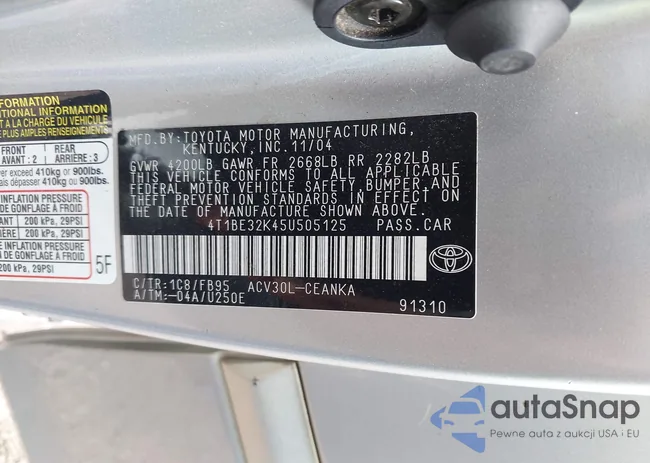 FORMATION
TIONAL INFORMATION
T À LA CHARGE DU VÉHICULE
PLUS AMPLES RENSEIGNEMENTS
FRONT
AVANT : 2
REAR
ARRIÈRE : 3
exceed 410kg or 900lbs.
ais dépasser 410kg ou 900lbs.
INFLATION PRESSURE
DE GONFLAGE À FROID
200 kPa, 29PSI
200 kPa, 29PSI
INFLATION PRESSURE
DE GONFLAGE À FROID
200 kPa, 29PSI
5F
MFD.BY:TOYOTA MOTOR MANUFACTURING,
KENTUCKY,INC.11/04
GVWR 4200LB GAWR FR 2668LB RR 2282LB
THIS VEHICLE CONFORMS TO ALL APPLICABLE
FEDERAL MOTOR VEHICLE SAFETY,BUMPER,AND
THEFT PREVENTION STANDARDS IN EFFECT ON
THE DATE OF MANUFACTURE SHOWN ABOVE.
4T1BE32K45U505125 PASS.CAR
C/TR:1C8/FB95 ACV30L-CEANKA
A/TM:-04A/U250E
91310
autaSnap
Pewne auta z aukcji USA i EU